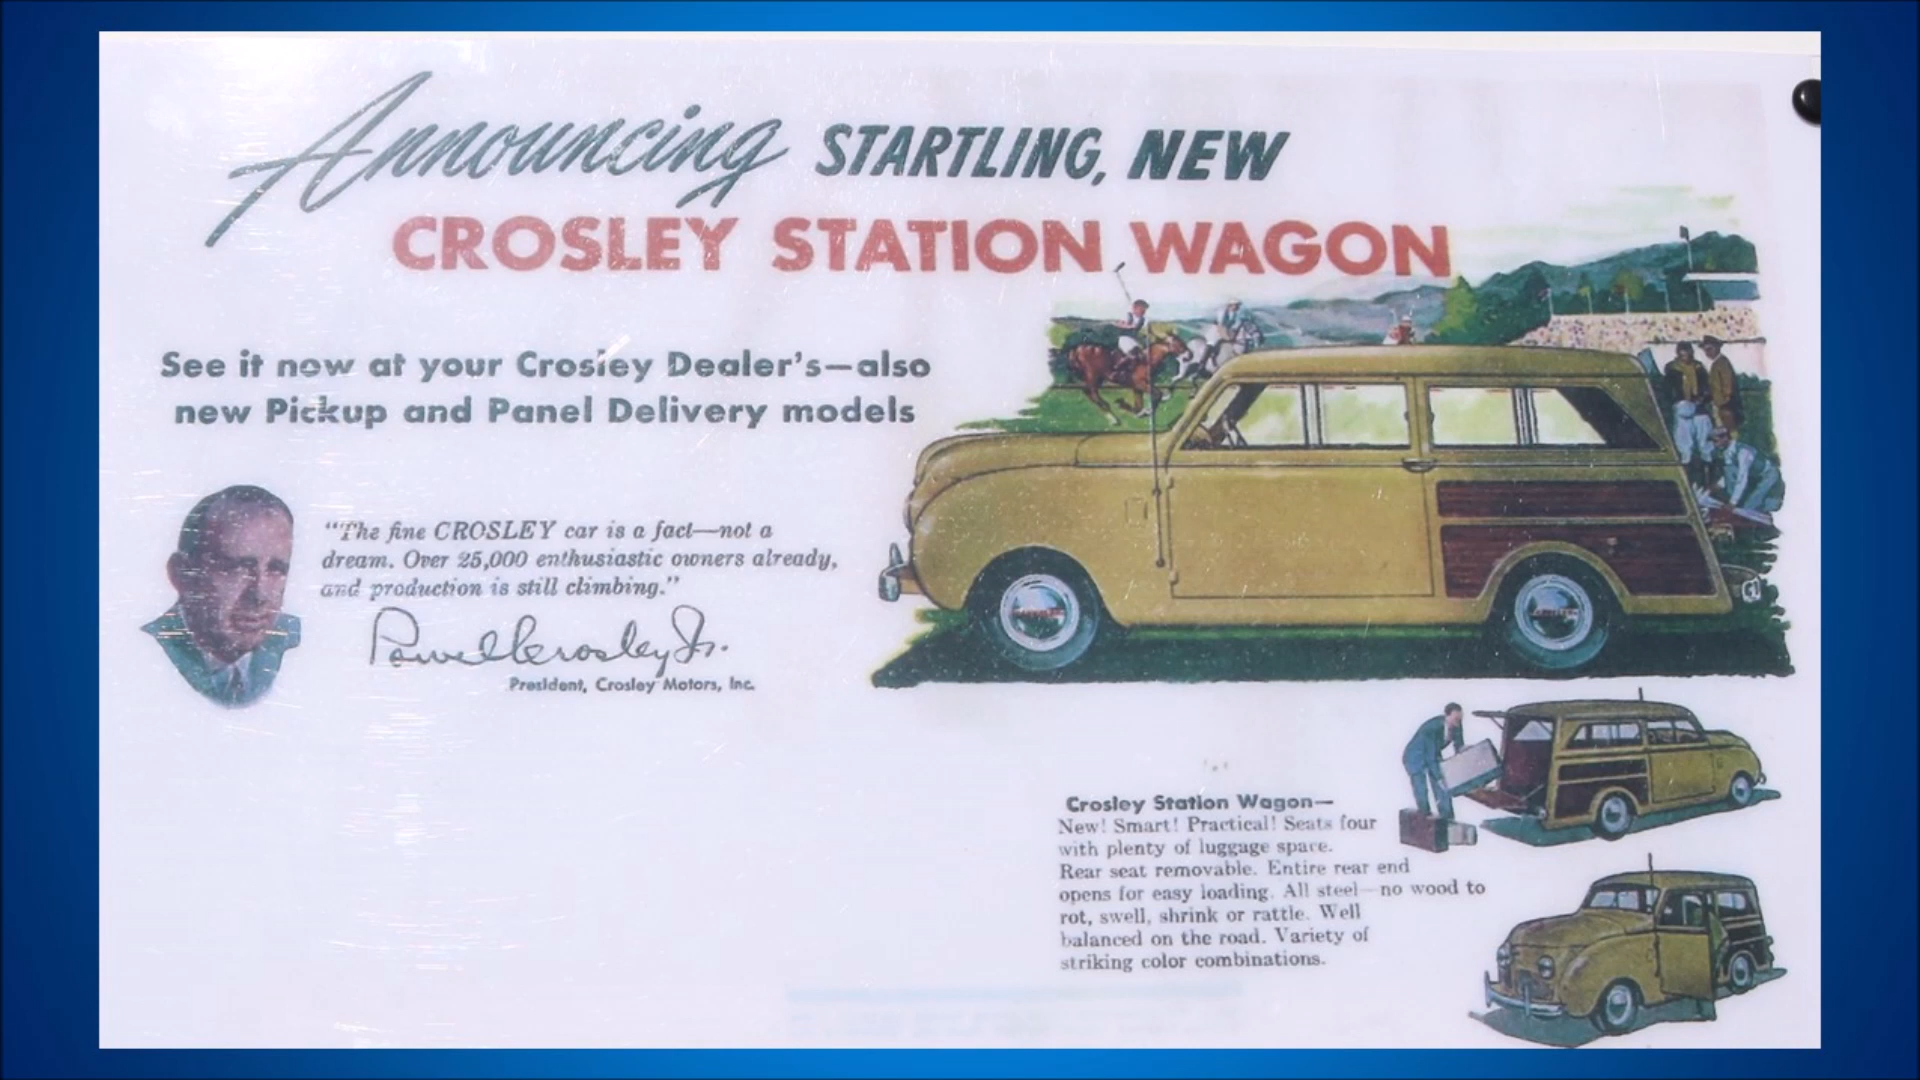 Announcing STARTLING, NEW
CROSLEY STATION WAGON
See it now at your Crosley Dealer's—also
new Pickup and Panel Delivery models
"The fine CROSLEY car is a fact—not a
dream. Over 25,000 enthusiastic owners already,
and production is still climbing."
Powel Crosley Jr.
President, Crosley Motors, Inc.
Crosley Station Wagon—
New! Smart! Practical! Seats four
with plenty of luggage space.
Rear seat removable. Entire rear end
opens for easy loading. All steel—no wood to
rot, swell, shrink or rattle. Well
balanced on the road. Variety of
striking color combinations.